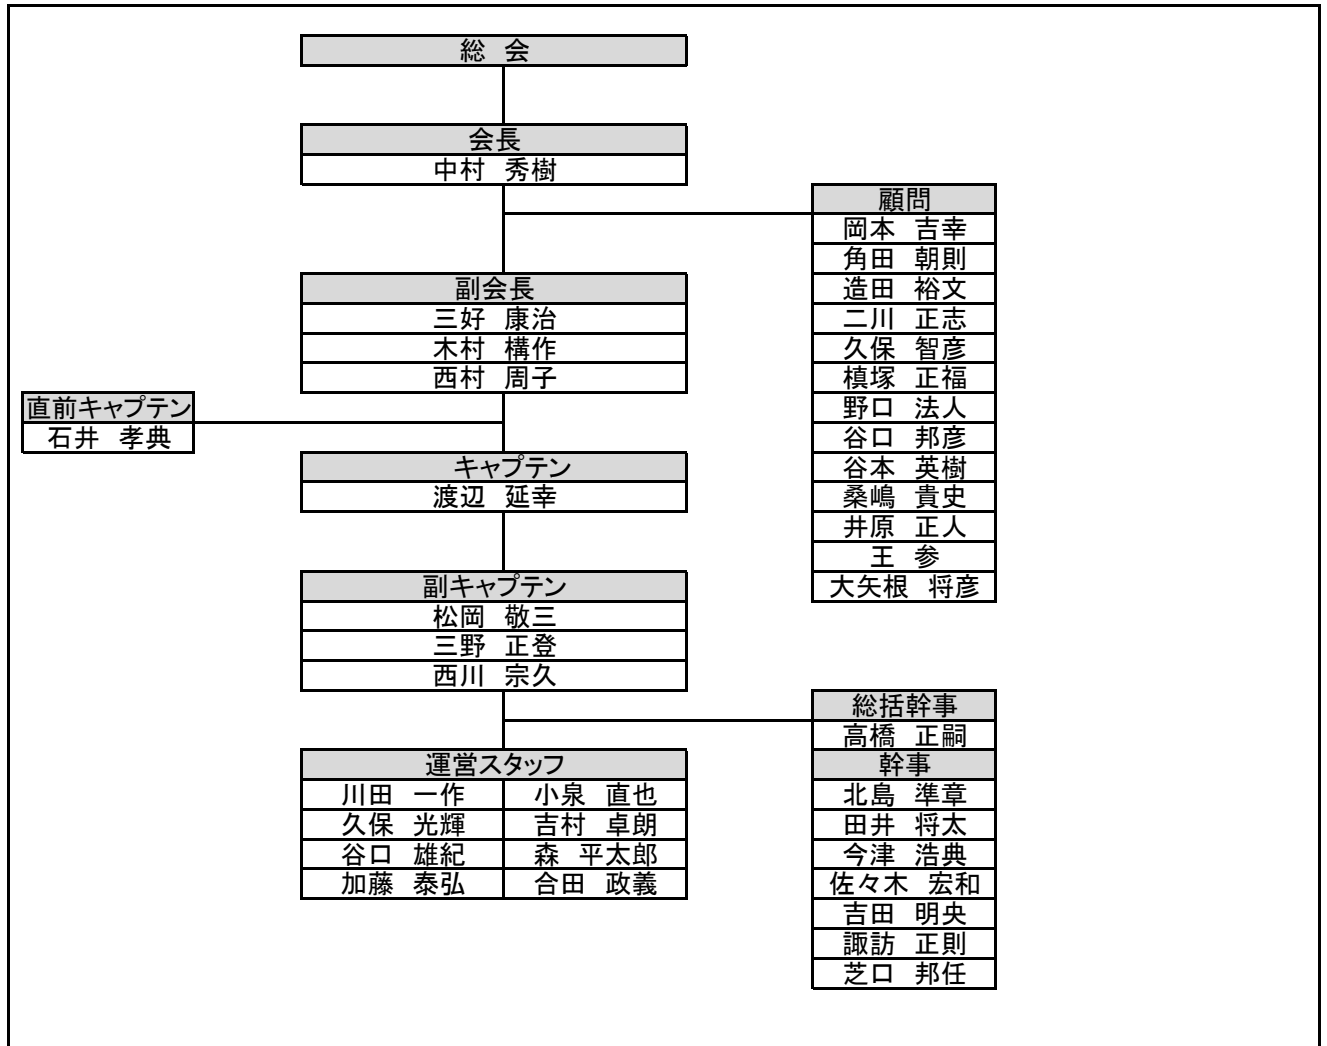 総　会
会長
中村　秀樹
顧問
岡本　吉幸
角田　朝則
造田　裕文
二川　正志
久保　智彦
槙塚　正福
野口　法人
谷口　邦彦
谷本　英樹
桑嶋　貴史
井原　正人
王　参
大矢根　将彦
副会長
三好　康治
木村　構作
西村　周子
直前キャプテン
石井　孝典
キャプテン
渡辺　延幸
副キャプテン
松岡　敬三
三野　正登
西川　宗久
総括幹事
高橋　正嗣
幹事
北島　準章
田井　将太
今津　浩典
佐々木　宏和
吉田　明央
諏訪　正則
芝口　邦任
運営スタッフ
川田　一作　小泉　直也
久保　光輝　吉村　卓朗
谷口　雄紀　森　平太郎
加藤　泰弘　合田　政義